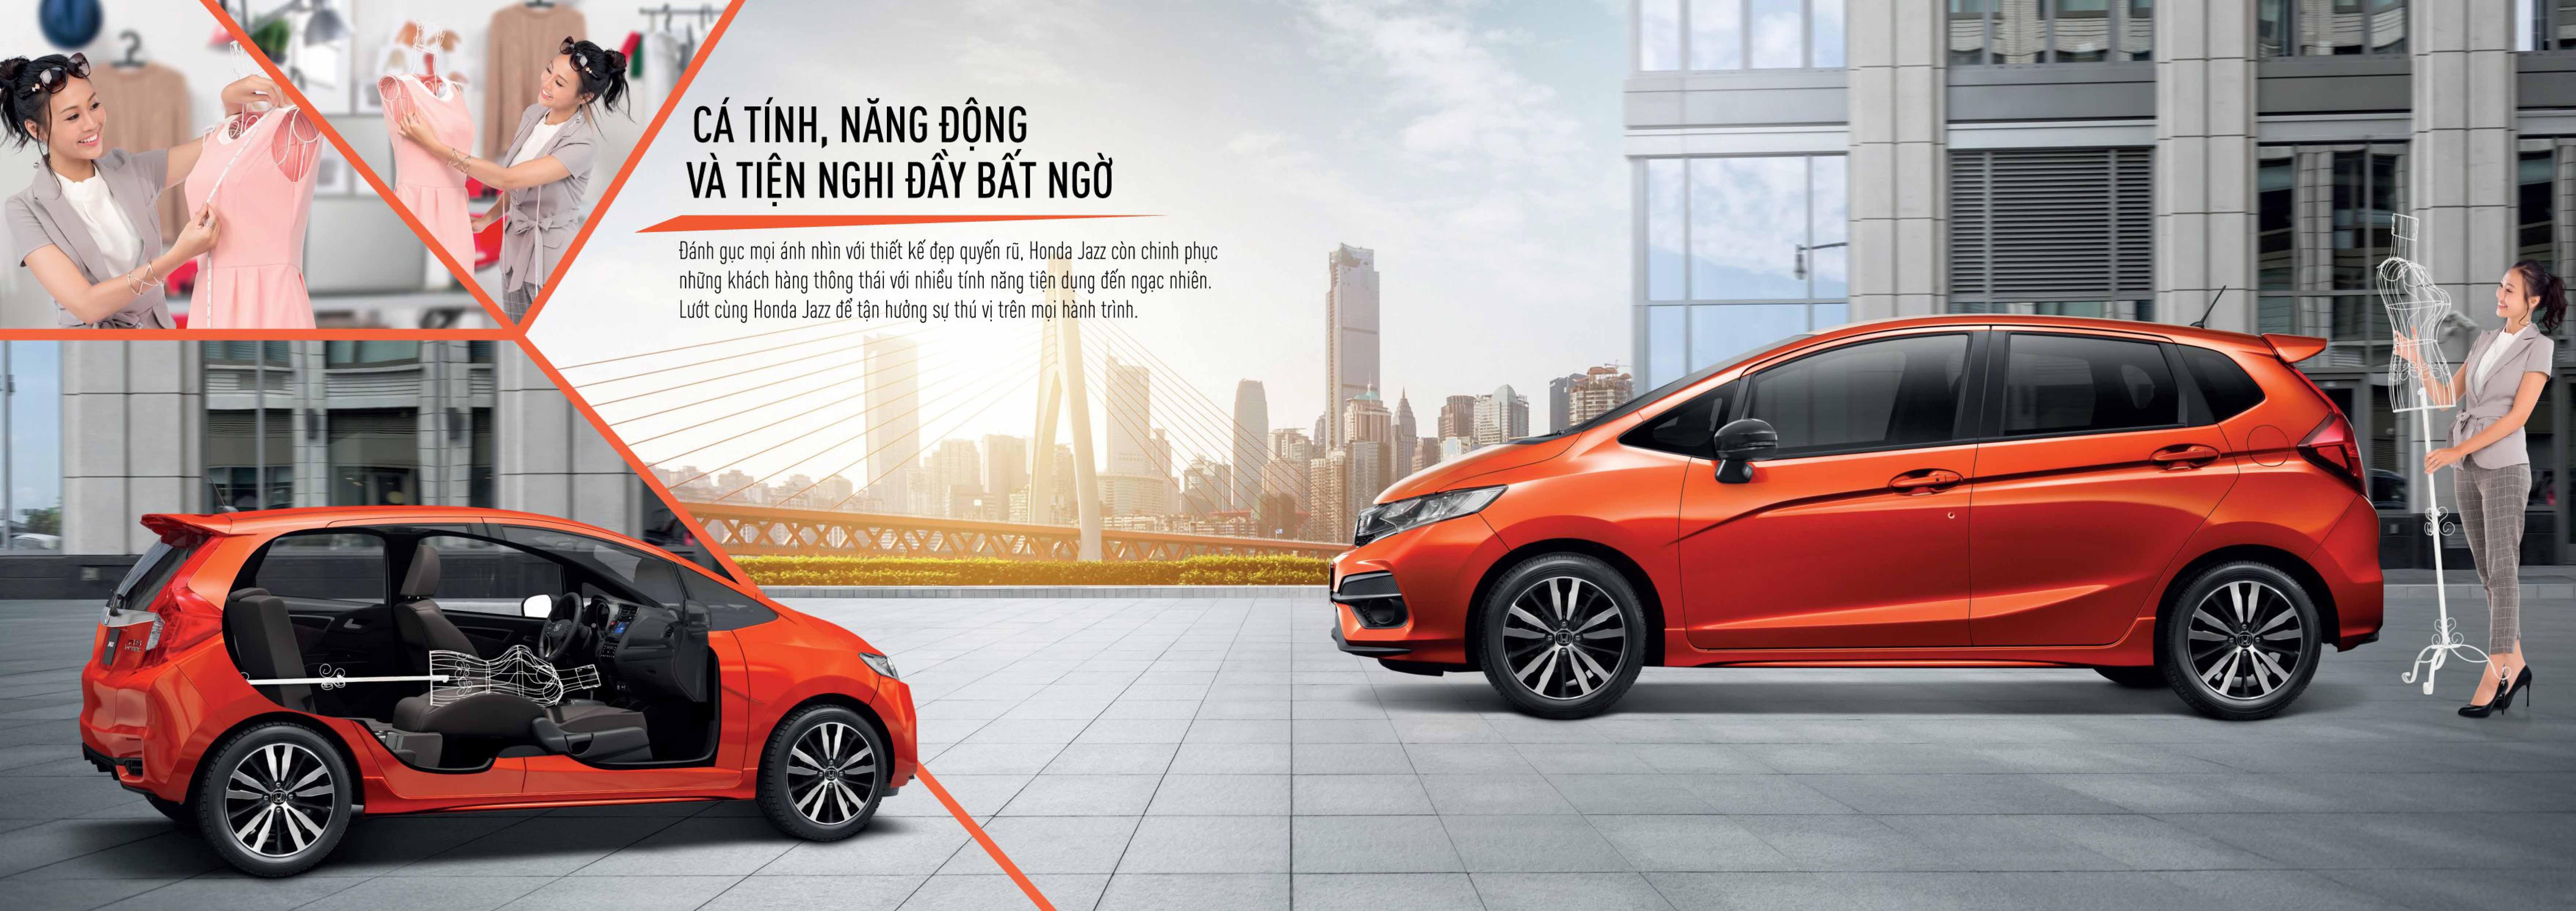 CÁ TÍNH, NĂNG ĐỘNG
VÀ TIỆN NGHI ĐẦY BẤT NGỜ
Đánh gục mọi ánh nhìn với thiết kế đẹp quyến rũ, Honda Jazz còn chinh phục
những khách hàng thông thái với nhiều tính năng tiện dụng đến ngạc nhiên.
Lướt cùng Honda Jazz để tận hưởng sự thú vị trên mọi hành trình.